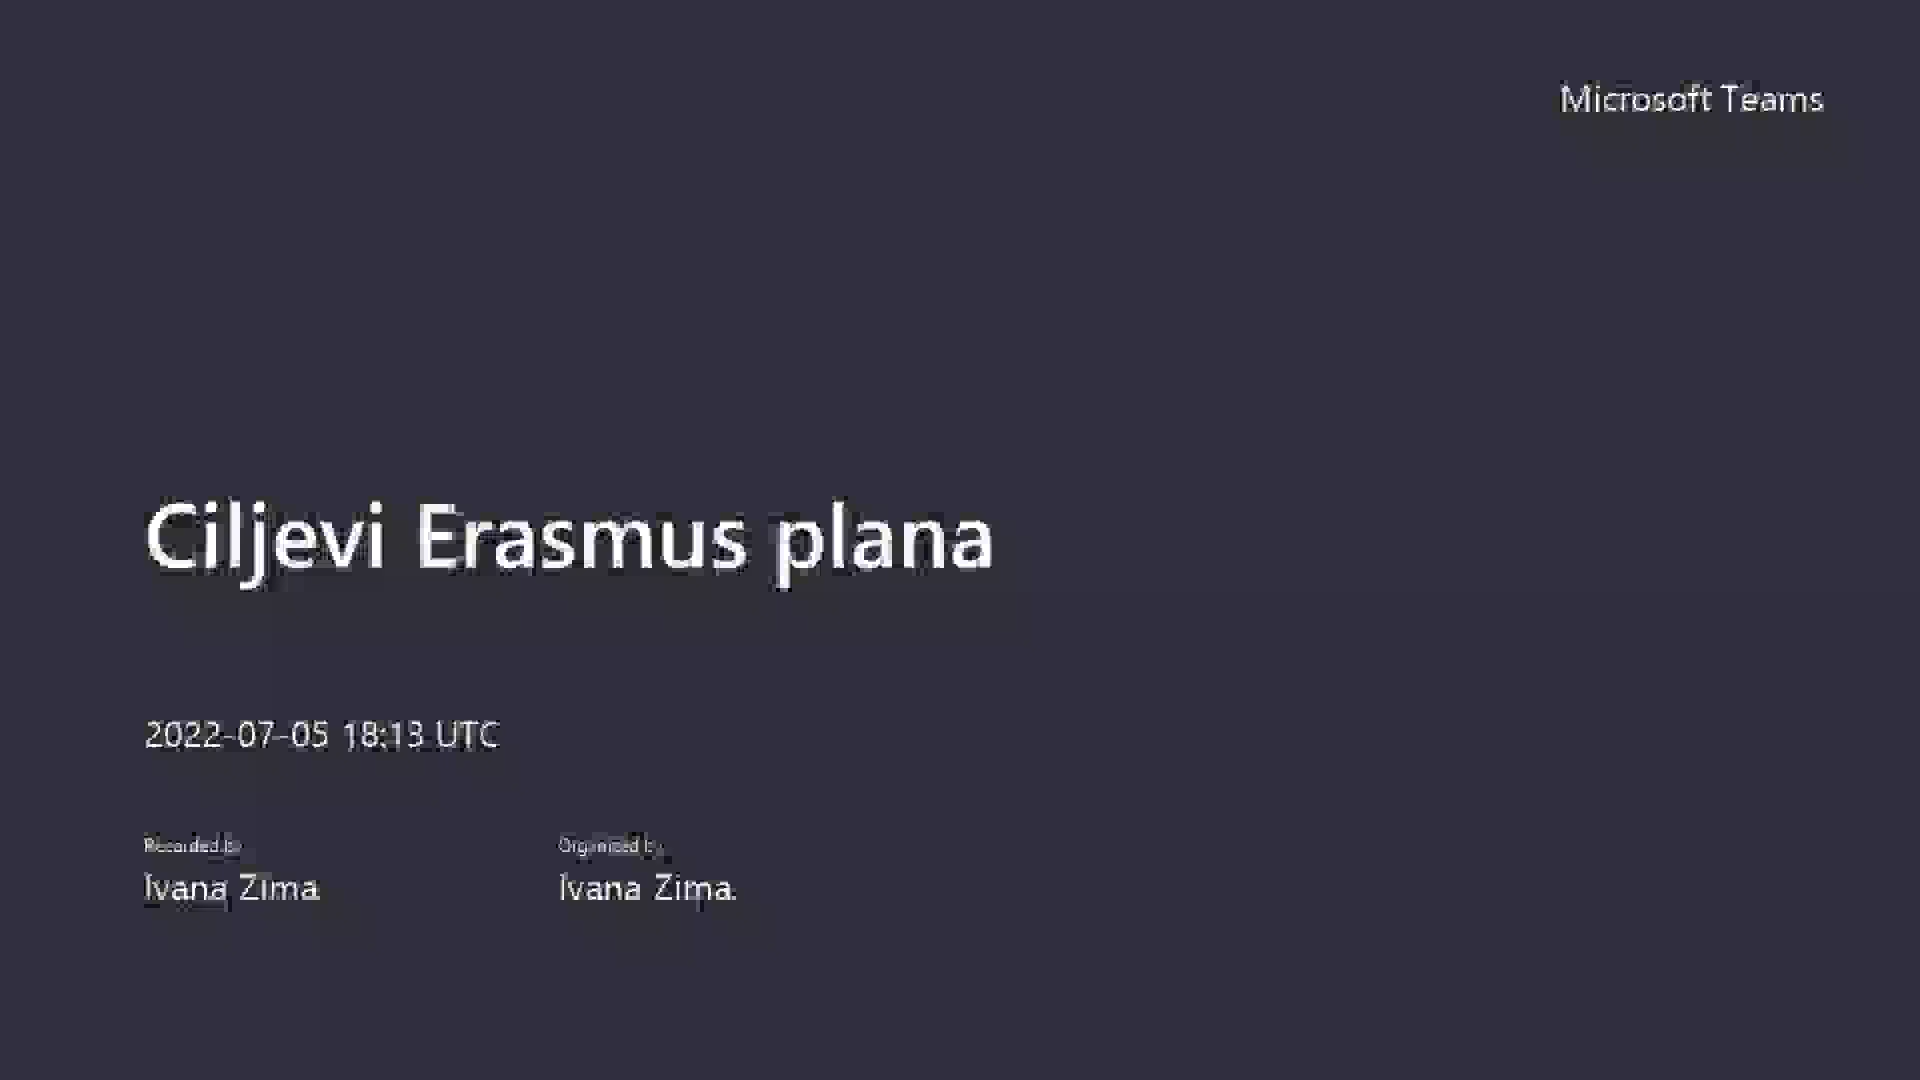 Microsoft Teams
Ciljevi Erasmus plana
2022-07-05 18:13 UTC
Recorded by
Organized by
Ivana Zima
Ivana Zima